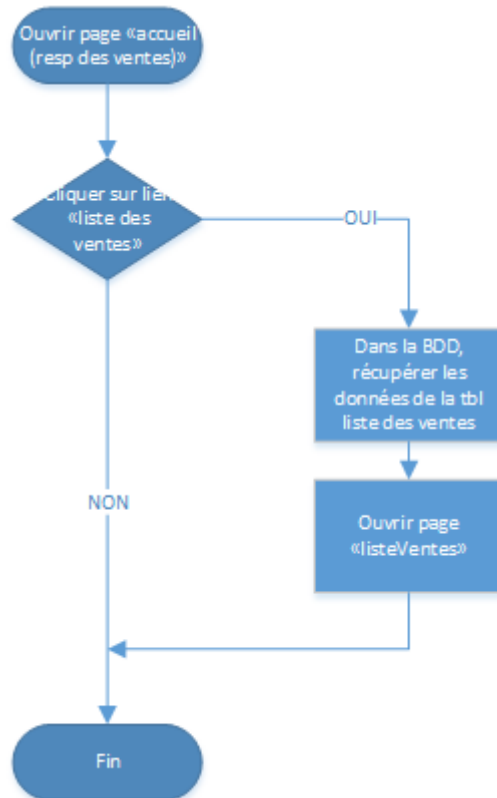 Ouvrir page «accueil
(resp des ventes)»
Cliquer sur lien
«liste des
ventes»
OUI
Dans la BDD,
récupérer les
données de la tbl
liste des ventes
Ouvrir page
«listeVentes»
NON
Fin